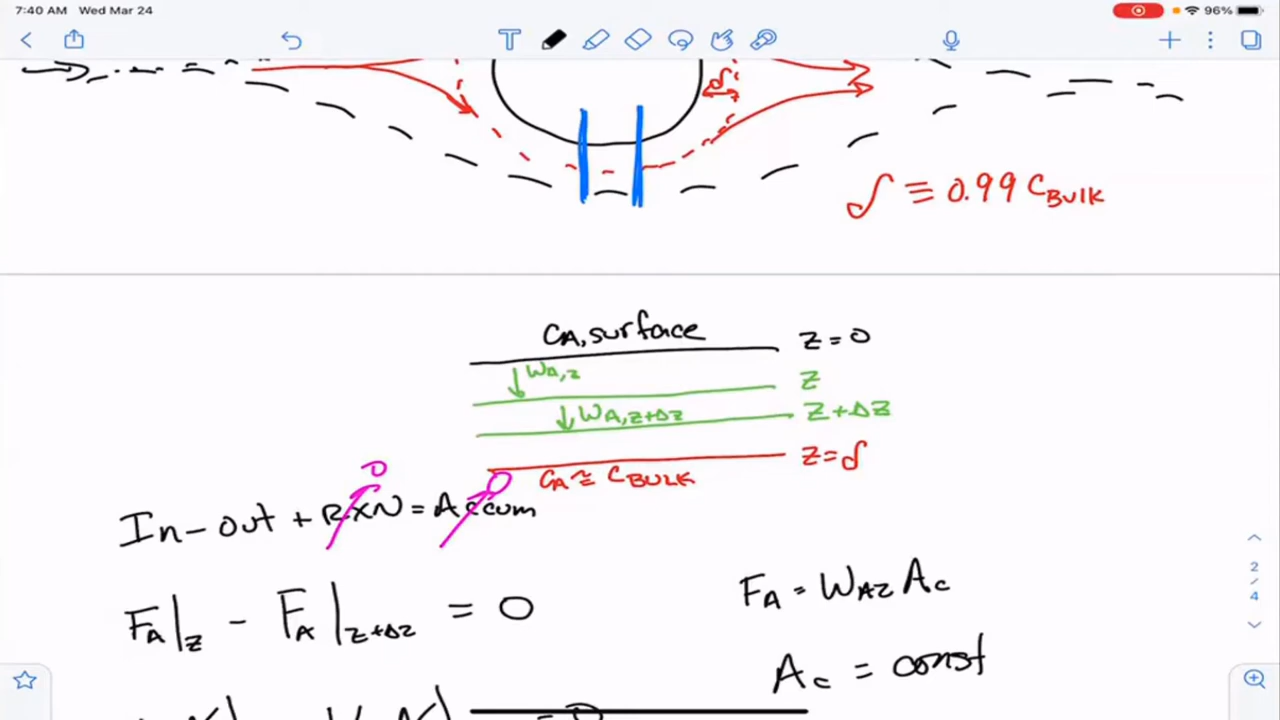 7:40 AM Wed Mar 24
96%
δ
δ ≡ 0.99 C_BULK
C_A, surface z = 0
W_A,z z
W_A,z+Δz z+Δz
C_A ≅ C_BULK z = δ
0 0
In - out + RXN = Accum
F_A|_z - F_A|_z+Δz = 0
F_A = W_AZ A_c
A_c = const
2
/
4